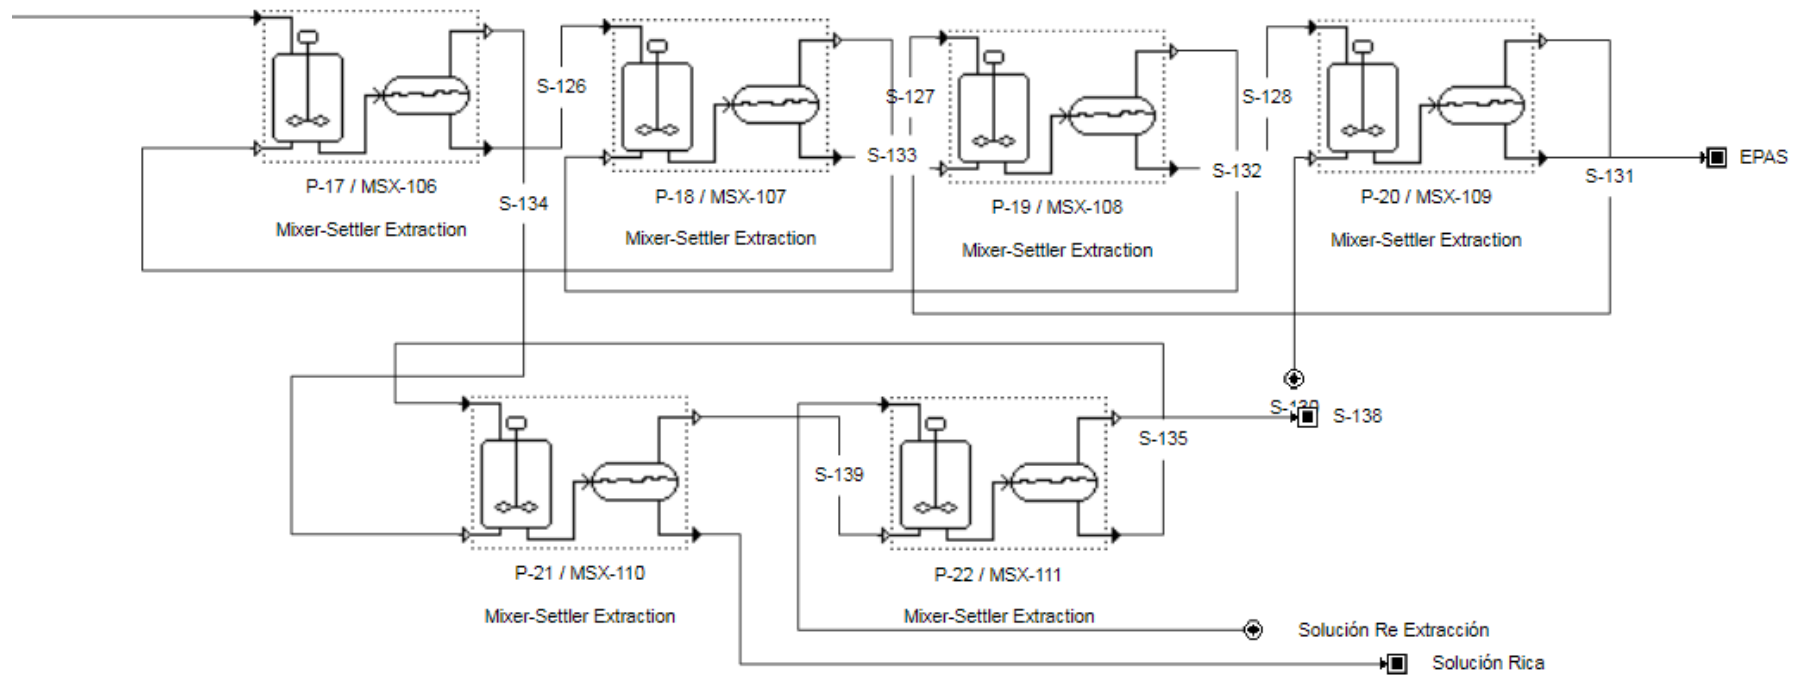 S-126
S-127
S-128
S-133
S-132
EPAS
S-131
S-134
P-17 / MSX-106
Mixer-Settler Extraction
P-18 / MSX-107
Mixer-Settler Extraction
P-19 / MSX-108
Mixer-Settler Extraction
P-20 / MSX-109
Mixer-Settler Extraction
S-138
S-135
S-139
P-21 / MSX-110
Mixer-Settler Extraction
P-22 / MSX-111
Mixer-Settler Extraction
Solución Re Extracción
Solución Rica